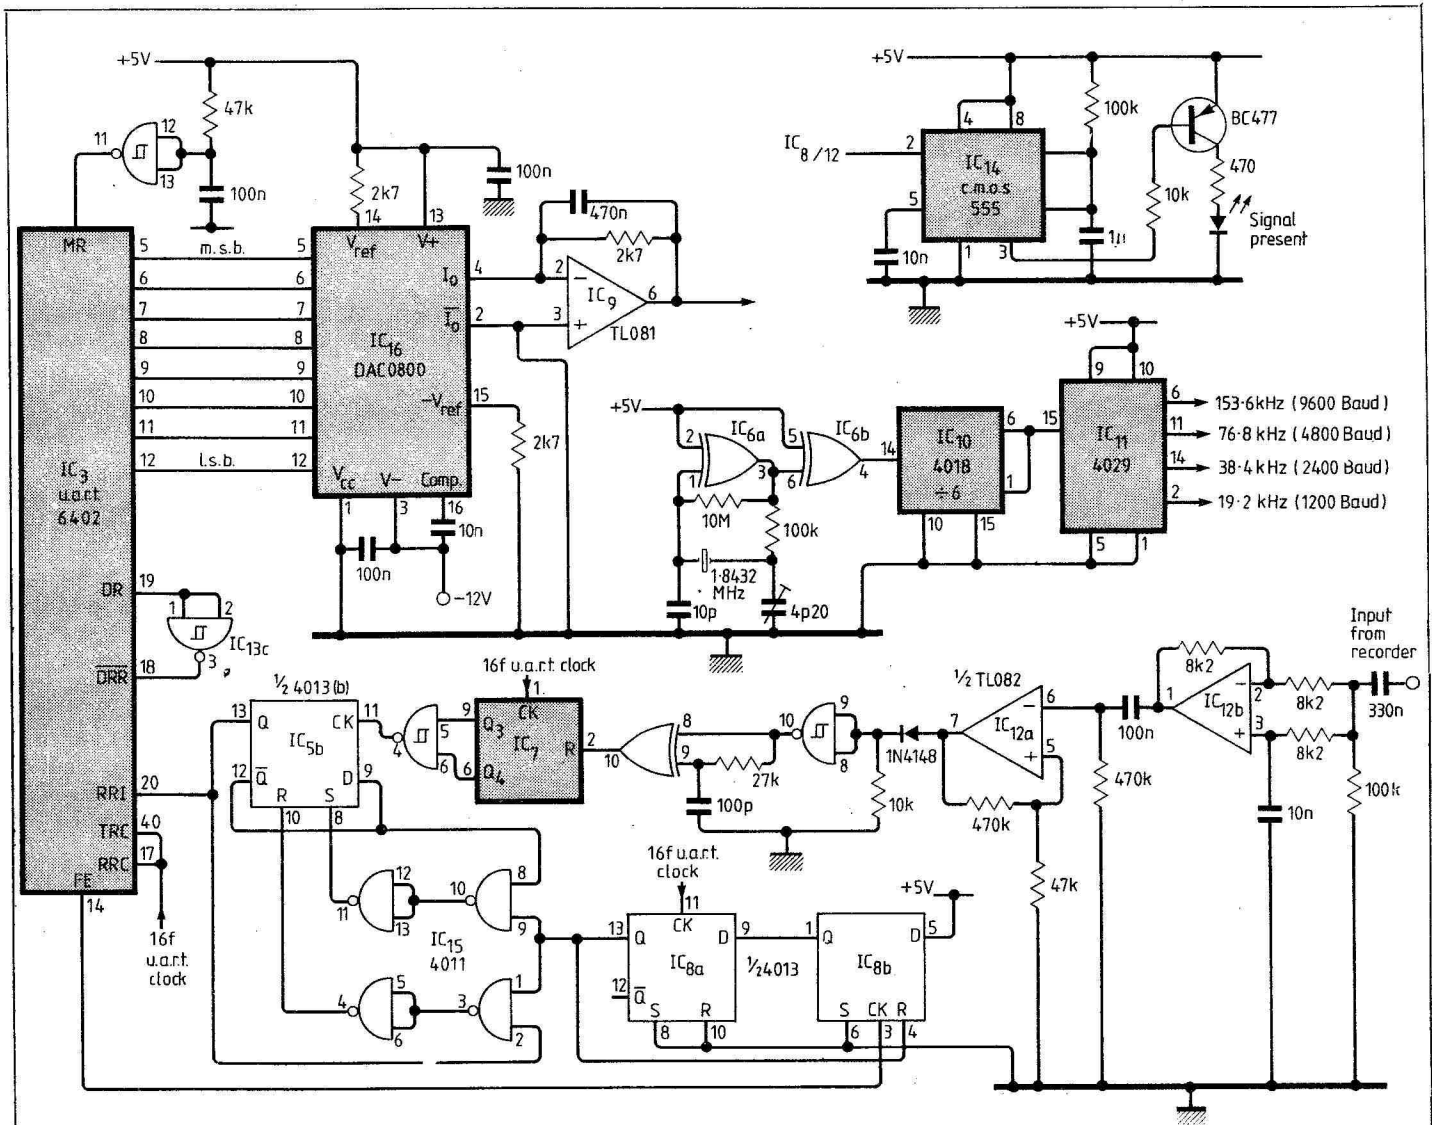 +5V
47k
11
12
13
100n
MR
5 m.s.b. 5
6 6
7 7
8 8
9 9
10 10
11 11
12 l.s.b. 12
IC3
u.a.r.t
6402
2k7
14
13
100n
Vref
V+
Io
4
Io
2
IC16
DAC0800
-Vref
15
Vcc
V-
Comp.
1
3
16
10n
100n
-12V
2k7
470n
2k7
2
3
IC9
6
TL081
+5V
IC8/12
2
4
8
IC14
c.m.o.s
555
5
10n
1
3
100k
1µ
10k
BC477
470
Signal
present
+5V
2
1
IC6a
3
10M
100k
1·8432
MHz
10p
4p20
5
6
IC6b
4
14
IC10
4018
÷6
6
1
10
15
+5V
9
10
15
IC11
4029
5
1
6
153·6kHz (9600 Baud)
11
76·8 kHz (4800 Baud)
14
38·4 kHz (2400 Baud)
2
19·2 kHz (1200 Baud)
DR
19
1
2
IC13c
3
DRR
18
RRI
20
TRC
40
RRC
17
FE
14
16f
u.a.r.t.
clock
½ 4013(b)
13
Q
CK
11
IC5b
12
Q
D
9
R
S
10
8
4
5
6
16f u.a.r.t. clock
1.
CK
9
Q3
IC7
6
Q4
R
2
10
8
9
27k
100p
10
9
8
10k
1N4148
½ TL082
7
IC12a
6
5
470k
47k
470k
100n
8k2
1
IC12b
2
3
8k2
8k2
10n
100k
330n
Input
from
recorder
11
12
13
10
8
9
IC15
4011
4
5
6
3
1
2
16f u.a.r.t.
clock
11
13
Q
CK
D
9
IC8a
12
Q
S
R
8
10
½4013
1
Q
D
5
+5V
IC8b
S
CK
R
6
3
4